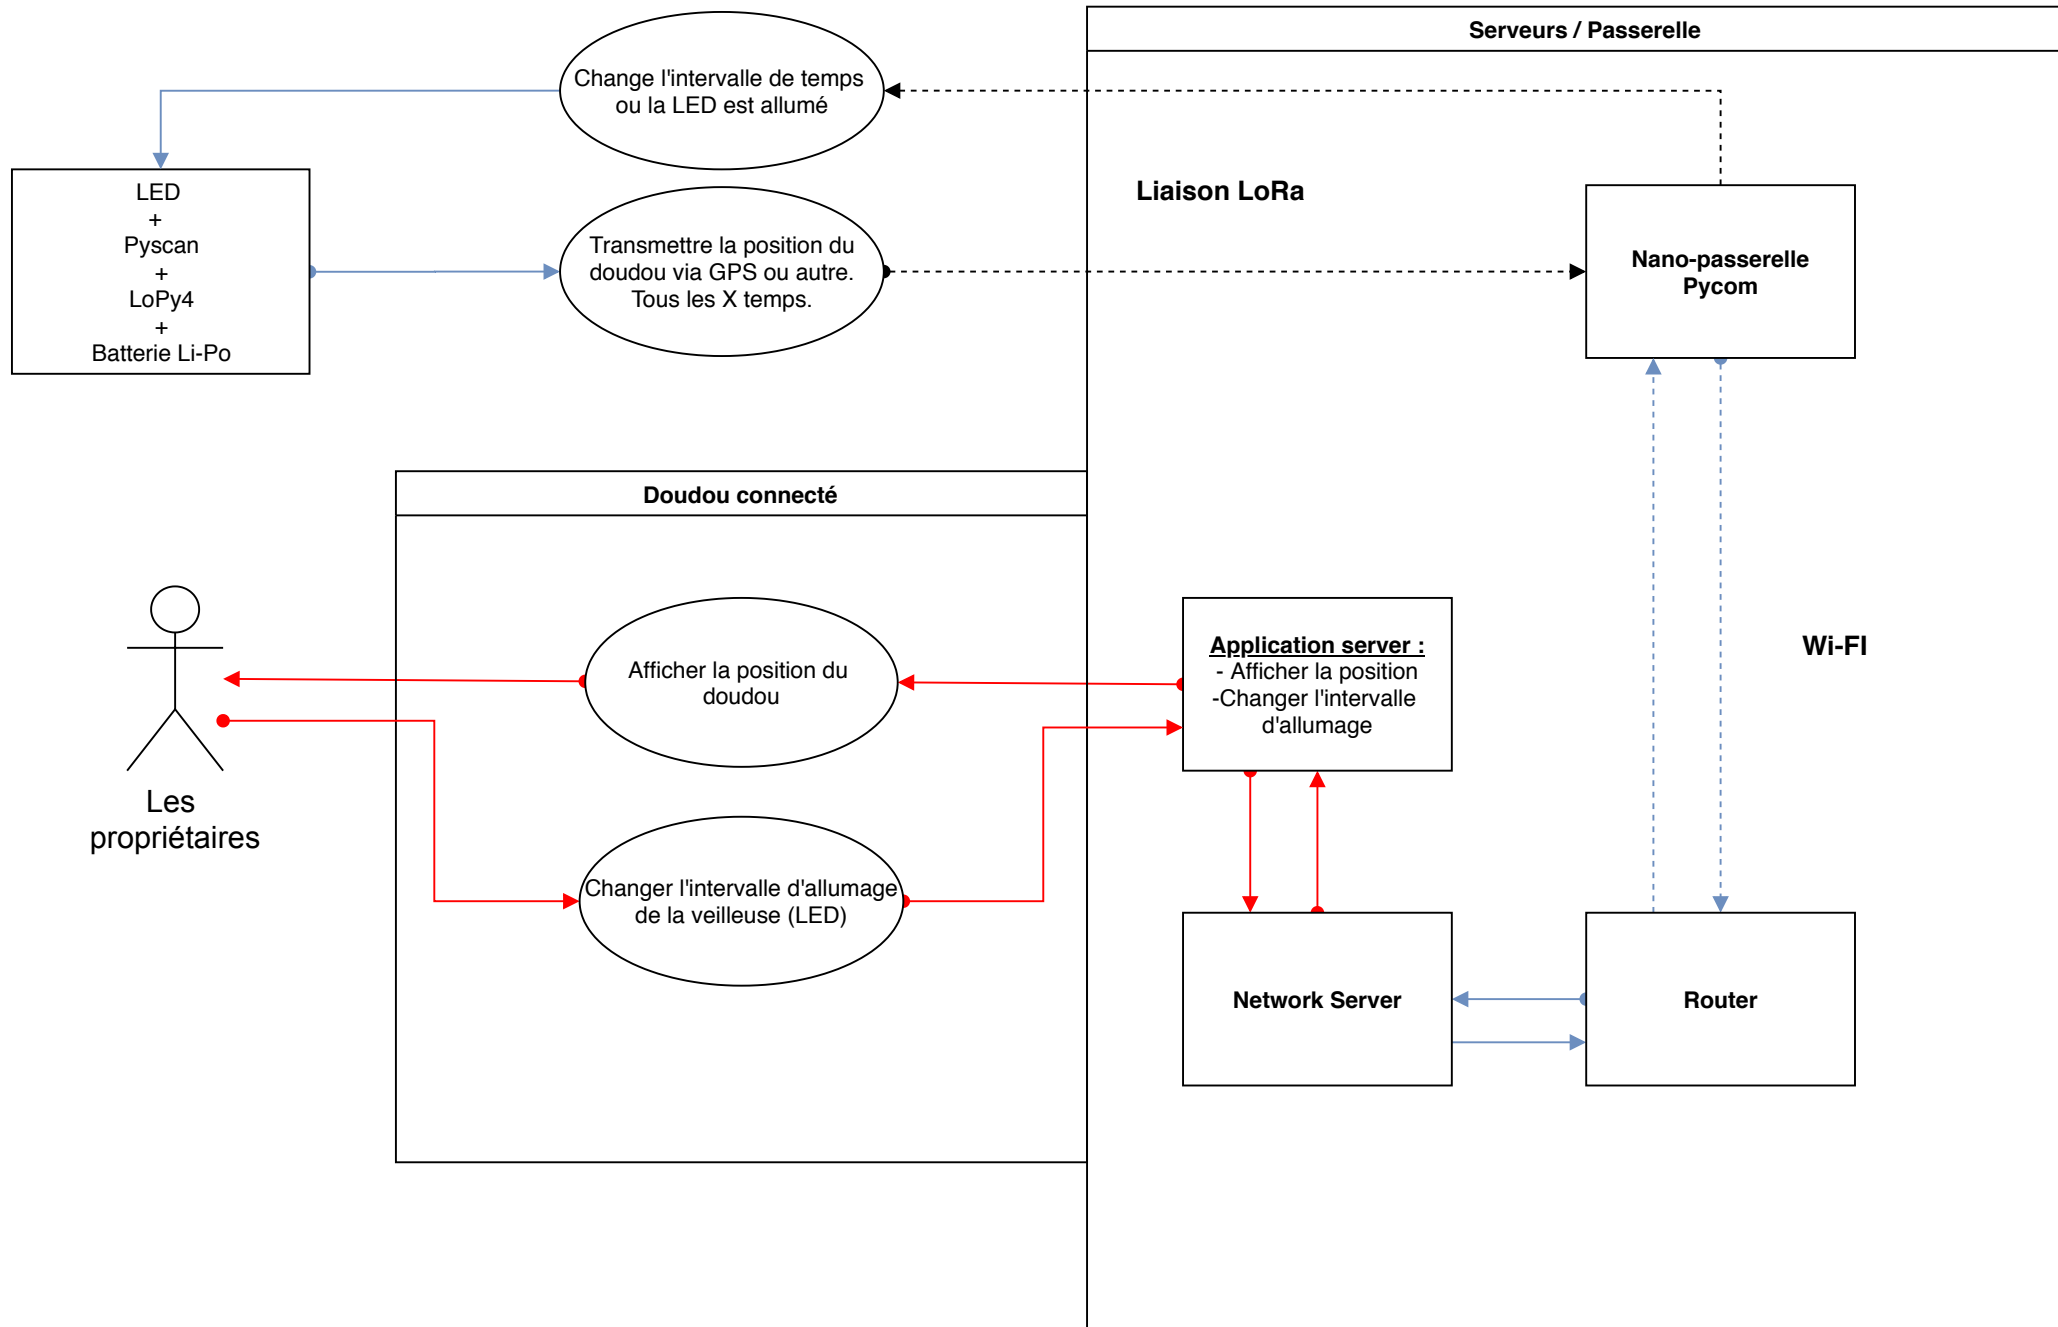 Serveurs / Passerelle
Change l'intervalle de temps
ou la LED est allumé
LED
+
Pyscan
+
LoPy4
+
Batterie Li-Po
Transmettre la position du
doudou via GPS ou autre.
Tous les X temps.
Liaison LoRa
Nano-passerelle
Pycom
Doudou connecté
Afficher la position du
doudou
Application server :
- Afficher la position
-Changer l'intervalle
d'allumage
Wi-FI
Les
propriétaires
Changer l'intervalle d'allumage
de la veilleuse (LED)
Network Server
Router